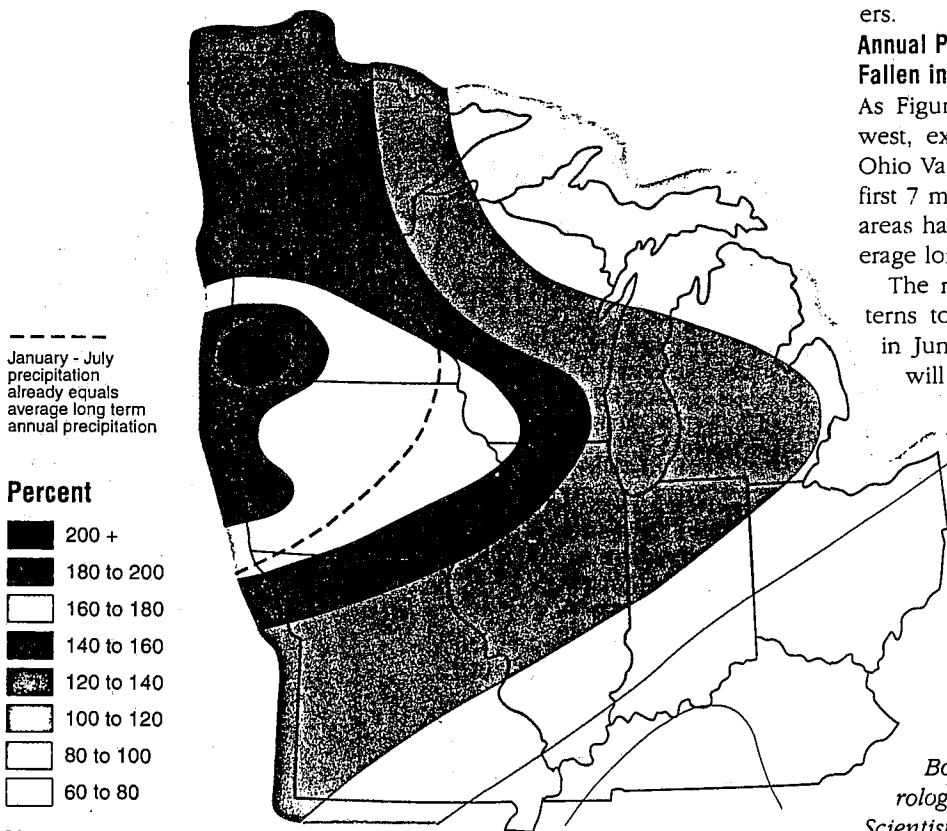 ers.
Annual P
Fallen in
As Figur
west, ex
Ohio Va
first 7 m
areas ha
erage lo
The r
terns to
in Jun
will
January - July
precipitation
already equals
average long term
annual precipitation
Percent
200 +
180 to 200
160 to 180
140 to 160
120 to 140
100 to 120
80 to 100
60 to 80
Bo
rolog
Scientist